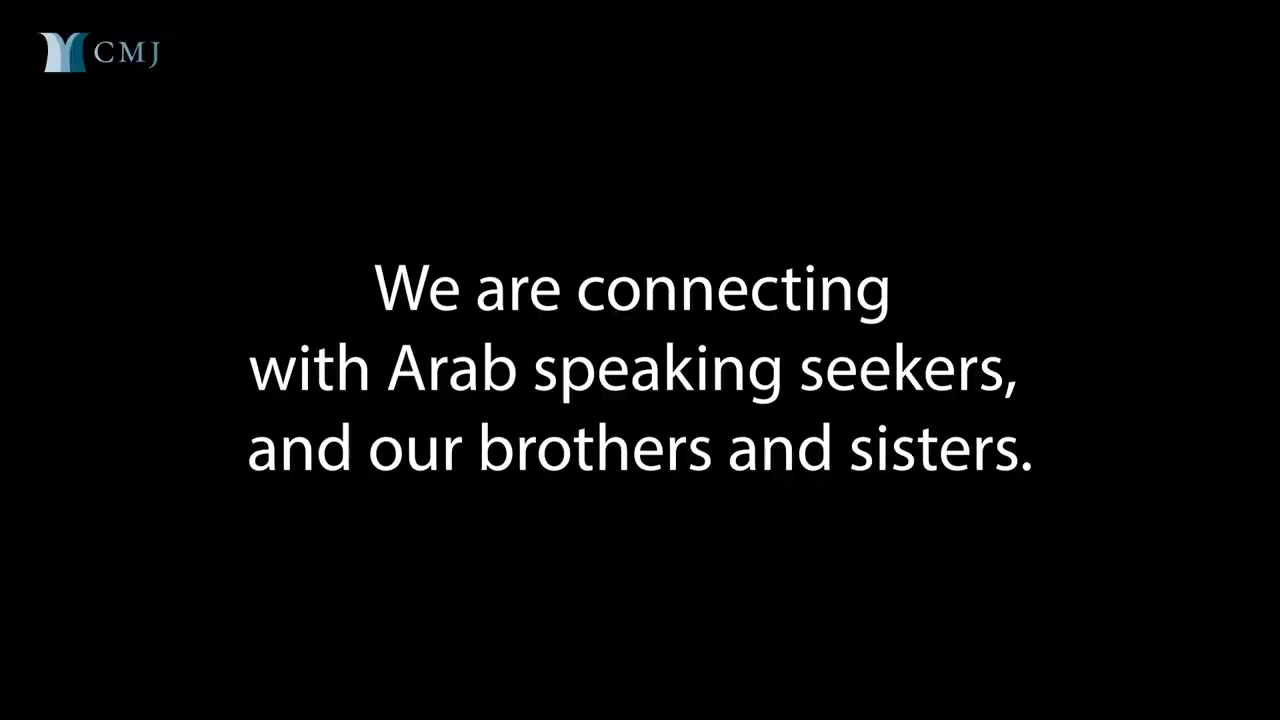 CMJ
We are connecting
with Arab speaking seekers,
and our brothers and sisters.